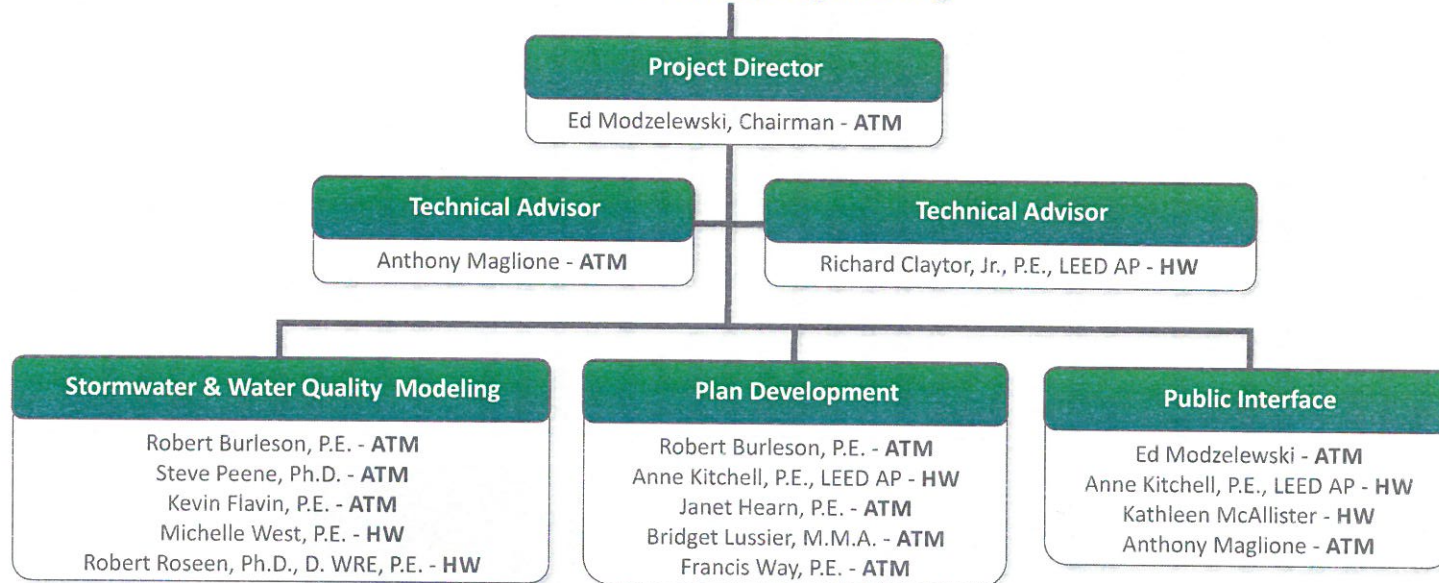 Project Director
Ed Modzelewski, Chairman - ATM
Technical Advisor
Anthony Maglione - ATM
Technical Advisor
Richard Claytor, Jr., P.E., LEED AP - HW
Stormwater & Water Quality Modeling
Robert Burleson, P.E. - ATM
Steve Peene, Ph.D. - ATM
Kevin Flavin, P.E. - ATM
Michelle West, P.E. - HW
Robert Roseen, Ph.D., D. WRE, P.E. - HW
Plan Development
Robert Burleson, P.E. - ATM
Anne Kitchell, P.E., LEED AP - HW
Janet Hearn, P.E. - ATM
Bridget Lussier, M.M.A. - ATM
Francis Way, P.E. - ATM
Public Interface
Ed Modzelewski - ATM
Anne Kitchell, P.E., LEED AP - HW
Kathleen McAllister - HW
Anthony Maglione - ATM